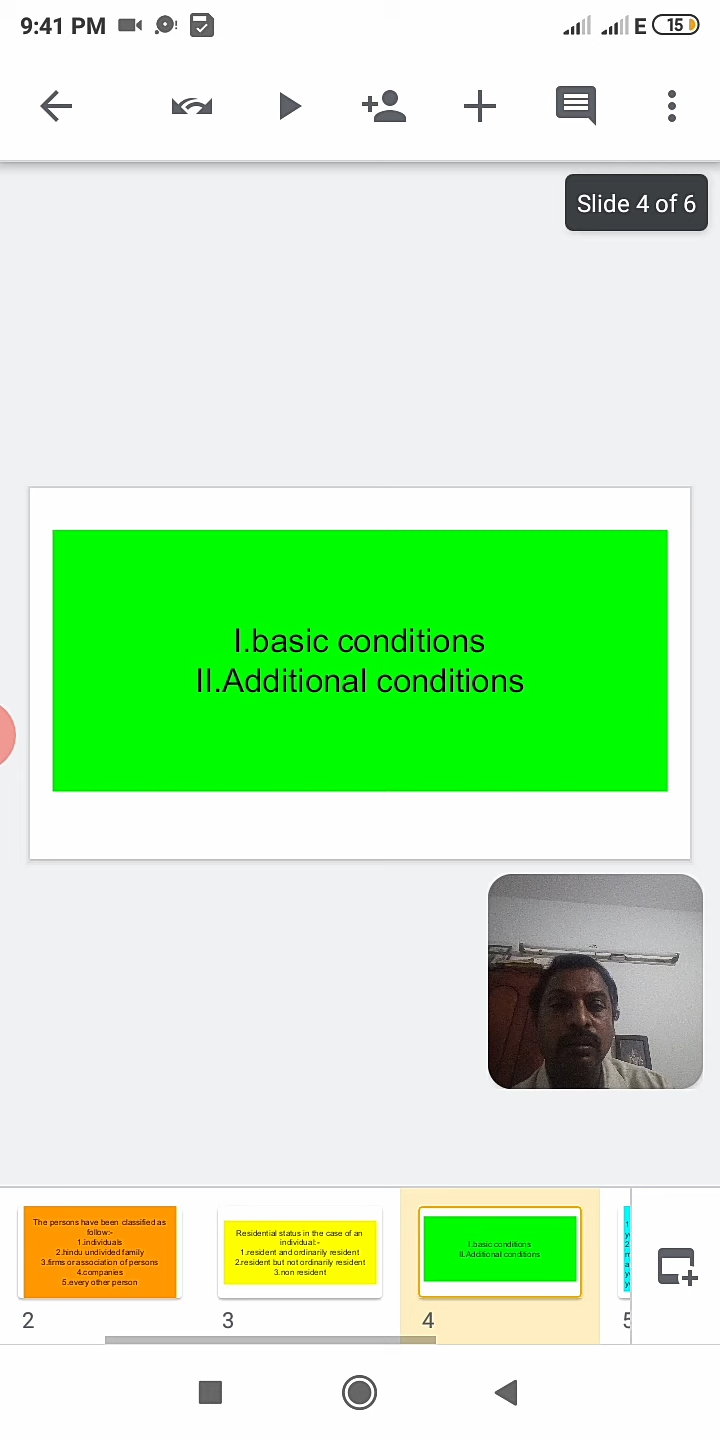 9:41 PM
E
15
Slide 4 of 6
I.basic conditions
II.Additional conditions
The persons have been classified as
follow:-
1.individuals
2.hindu undivided family
3.firms or association of persons
4.companies
5.every other person
Residential status in the case of an
individual:-
1.resident and ordinarily resident
2.resident but not ordinarily resident
3.non resident
I.basic conditions
II.Additional conditions
2
3
4